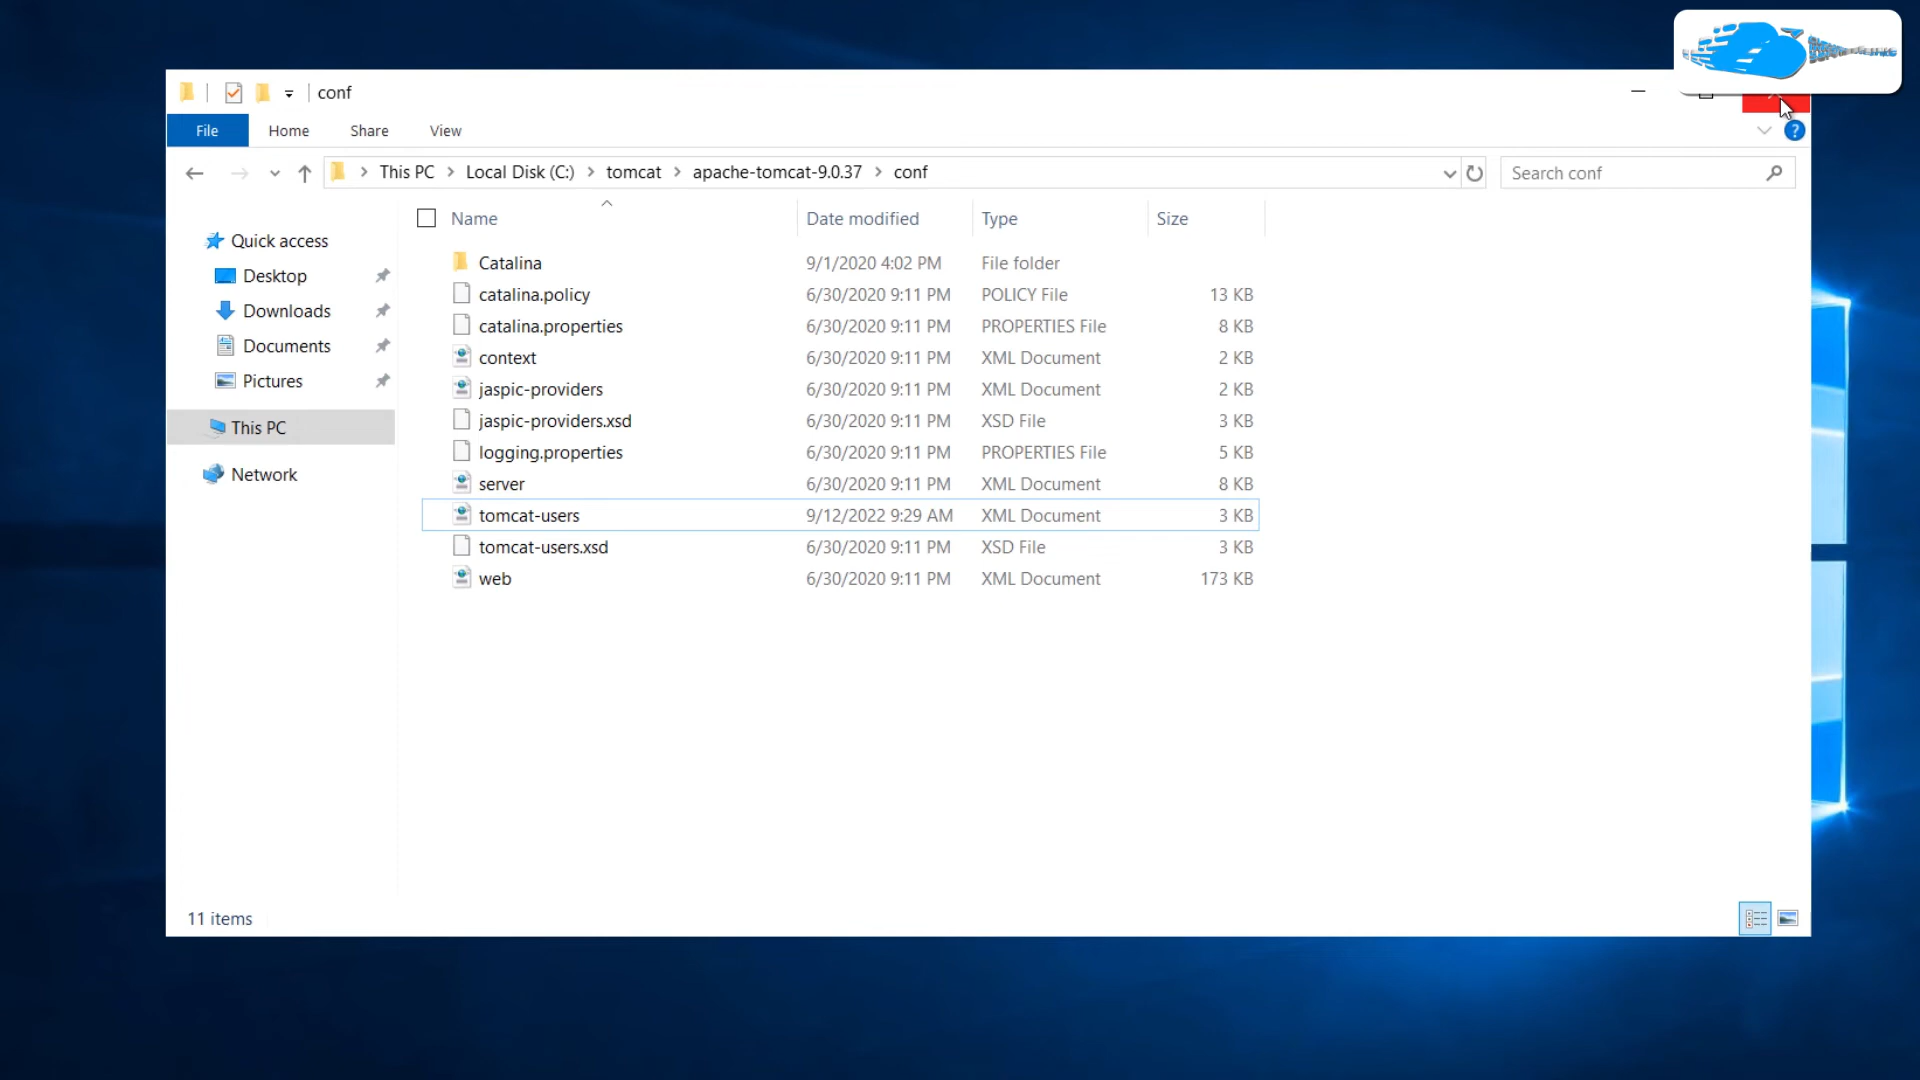 conf
File Home Share View
This PC Local Disk (C:) tomcat apache-tomcat-9.0.37 conf Search conf
Name Date modified Type Size
Quick access
Desktop
Downloads
Documents
Pictures
This PC
Network
Catalina 9/1/2020 4:02 PM File folder
catalina.policy 6/30/2020 9:11 PM POLICY File 13 KB
catalina.properties 6/30/2020 9:11 PM PROPERTIES File 8 KB
context 6/30/2020 9:11 PM XML Document 2 KB
jaspic-providers 6/30/2020 9:11 PM XML Document 2 KB
jaspic-providers.xsd 6/30/2020 9:11 PM XSD File 3 KB
logging.properties 6/30/2020 9:11 PM PROPERTIES File 5 KB
server 6/30/2020 9:11 PM XML Document 8 KB
tomcat-users 9/12/2022 9:29 AM XML Document 3 KB
tomcat-users.xsd 6/30/2020 9:11 PM XSD File 3 KB
web 6/30/2020 9:11 PM XML Document 173 KB
11 items